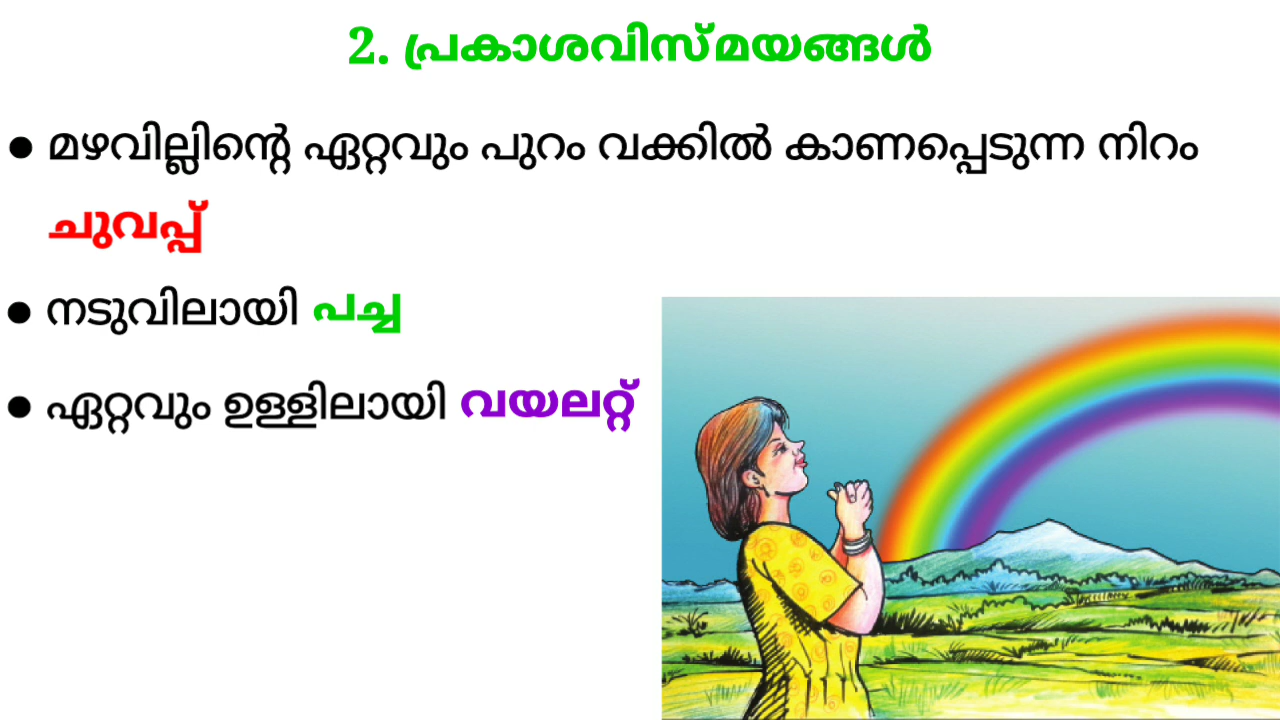 2. പ്രകാശവിസ്മയങ്ങൾ
● മഴവില്ലിന്റെ ഏറ്റവും പുറം വക്കിൽ കാണപ്പെടുന്ന നിറം
ചുവപ്പ്
● നടുവിലായി പച്ച
● ഏറ്റവും ഉള്ളിലായി വയലറ്റ്